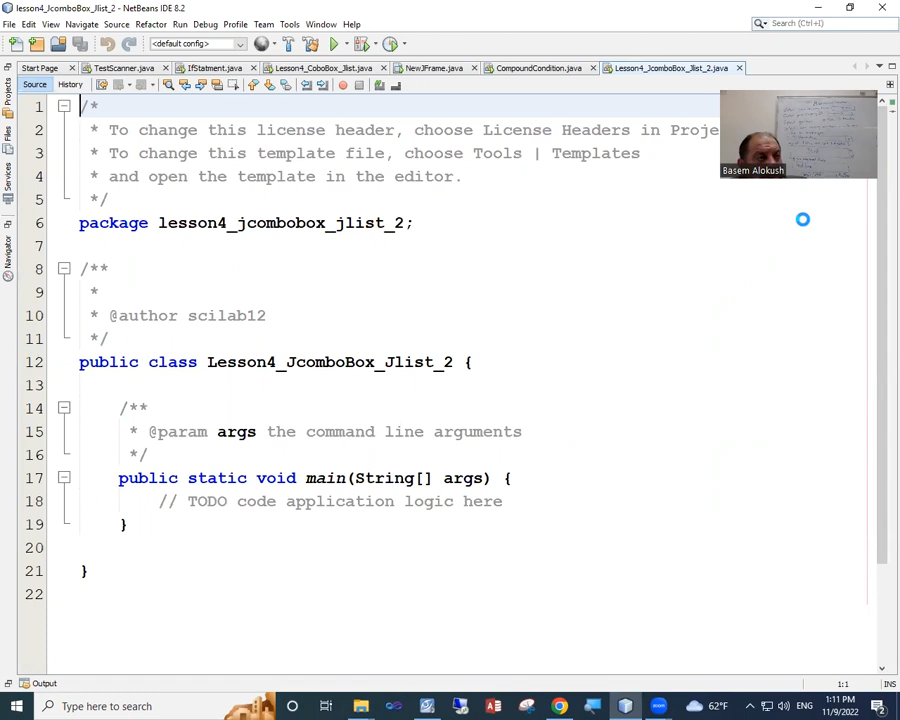 lesson4_JcomboBox_Jlist_2 - NetBeans IDE 8.2
File Edit View Navigate Source Refactor Run Debug Profile Team Tools Window Help
Search (Ctrl+I)
<default config>
Start Page TestScanner.java IfStatment.java Lesson4_CoboBox_Jlist.java NewJFrame.java CompoundCondition.java Lesson4_JcomboBox_Jlist_2.java
Source History
Projects
Files
Services
Navigator
1 /*
2 * To change this license header, choose License Headers in Proje
3 * To change this template file, choose Tools | Templates
4 * and open the template in the editor.
5 */
6 package lesson4_jcombobox_jlist_2;
7
8 /**
9 *
10 * @author scilab12
11 */
12 public class Lesson4_JcomboBox_Jlist_2 {
13
14 /**
15 * @param args the command line arguments
16 */
17 public static void main(String[] args) {
18 // TODO code application logic here
19 }
20
21 }
22
Basem Alokush
Output
1:1 INS
Type here to search
zoom
62°F
ENG
1:11 PM
11/9/2022
2